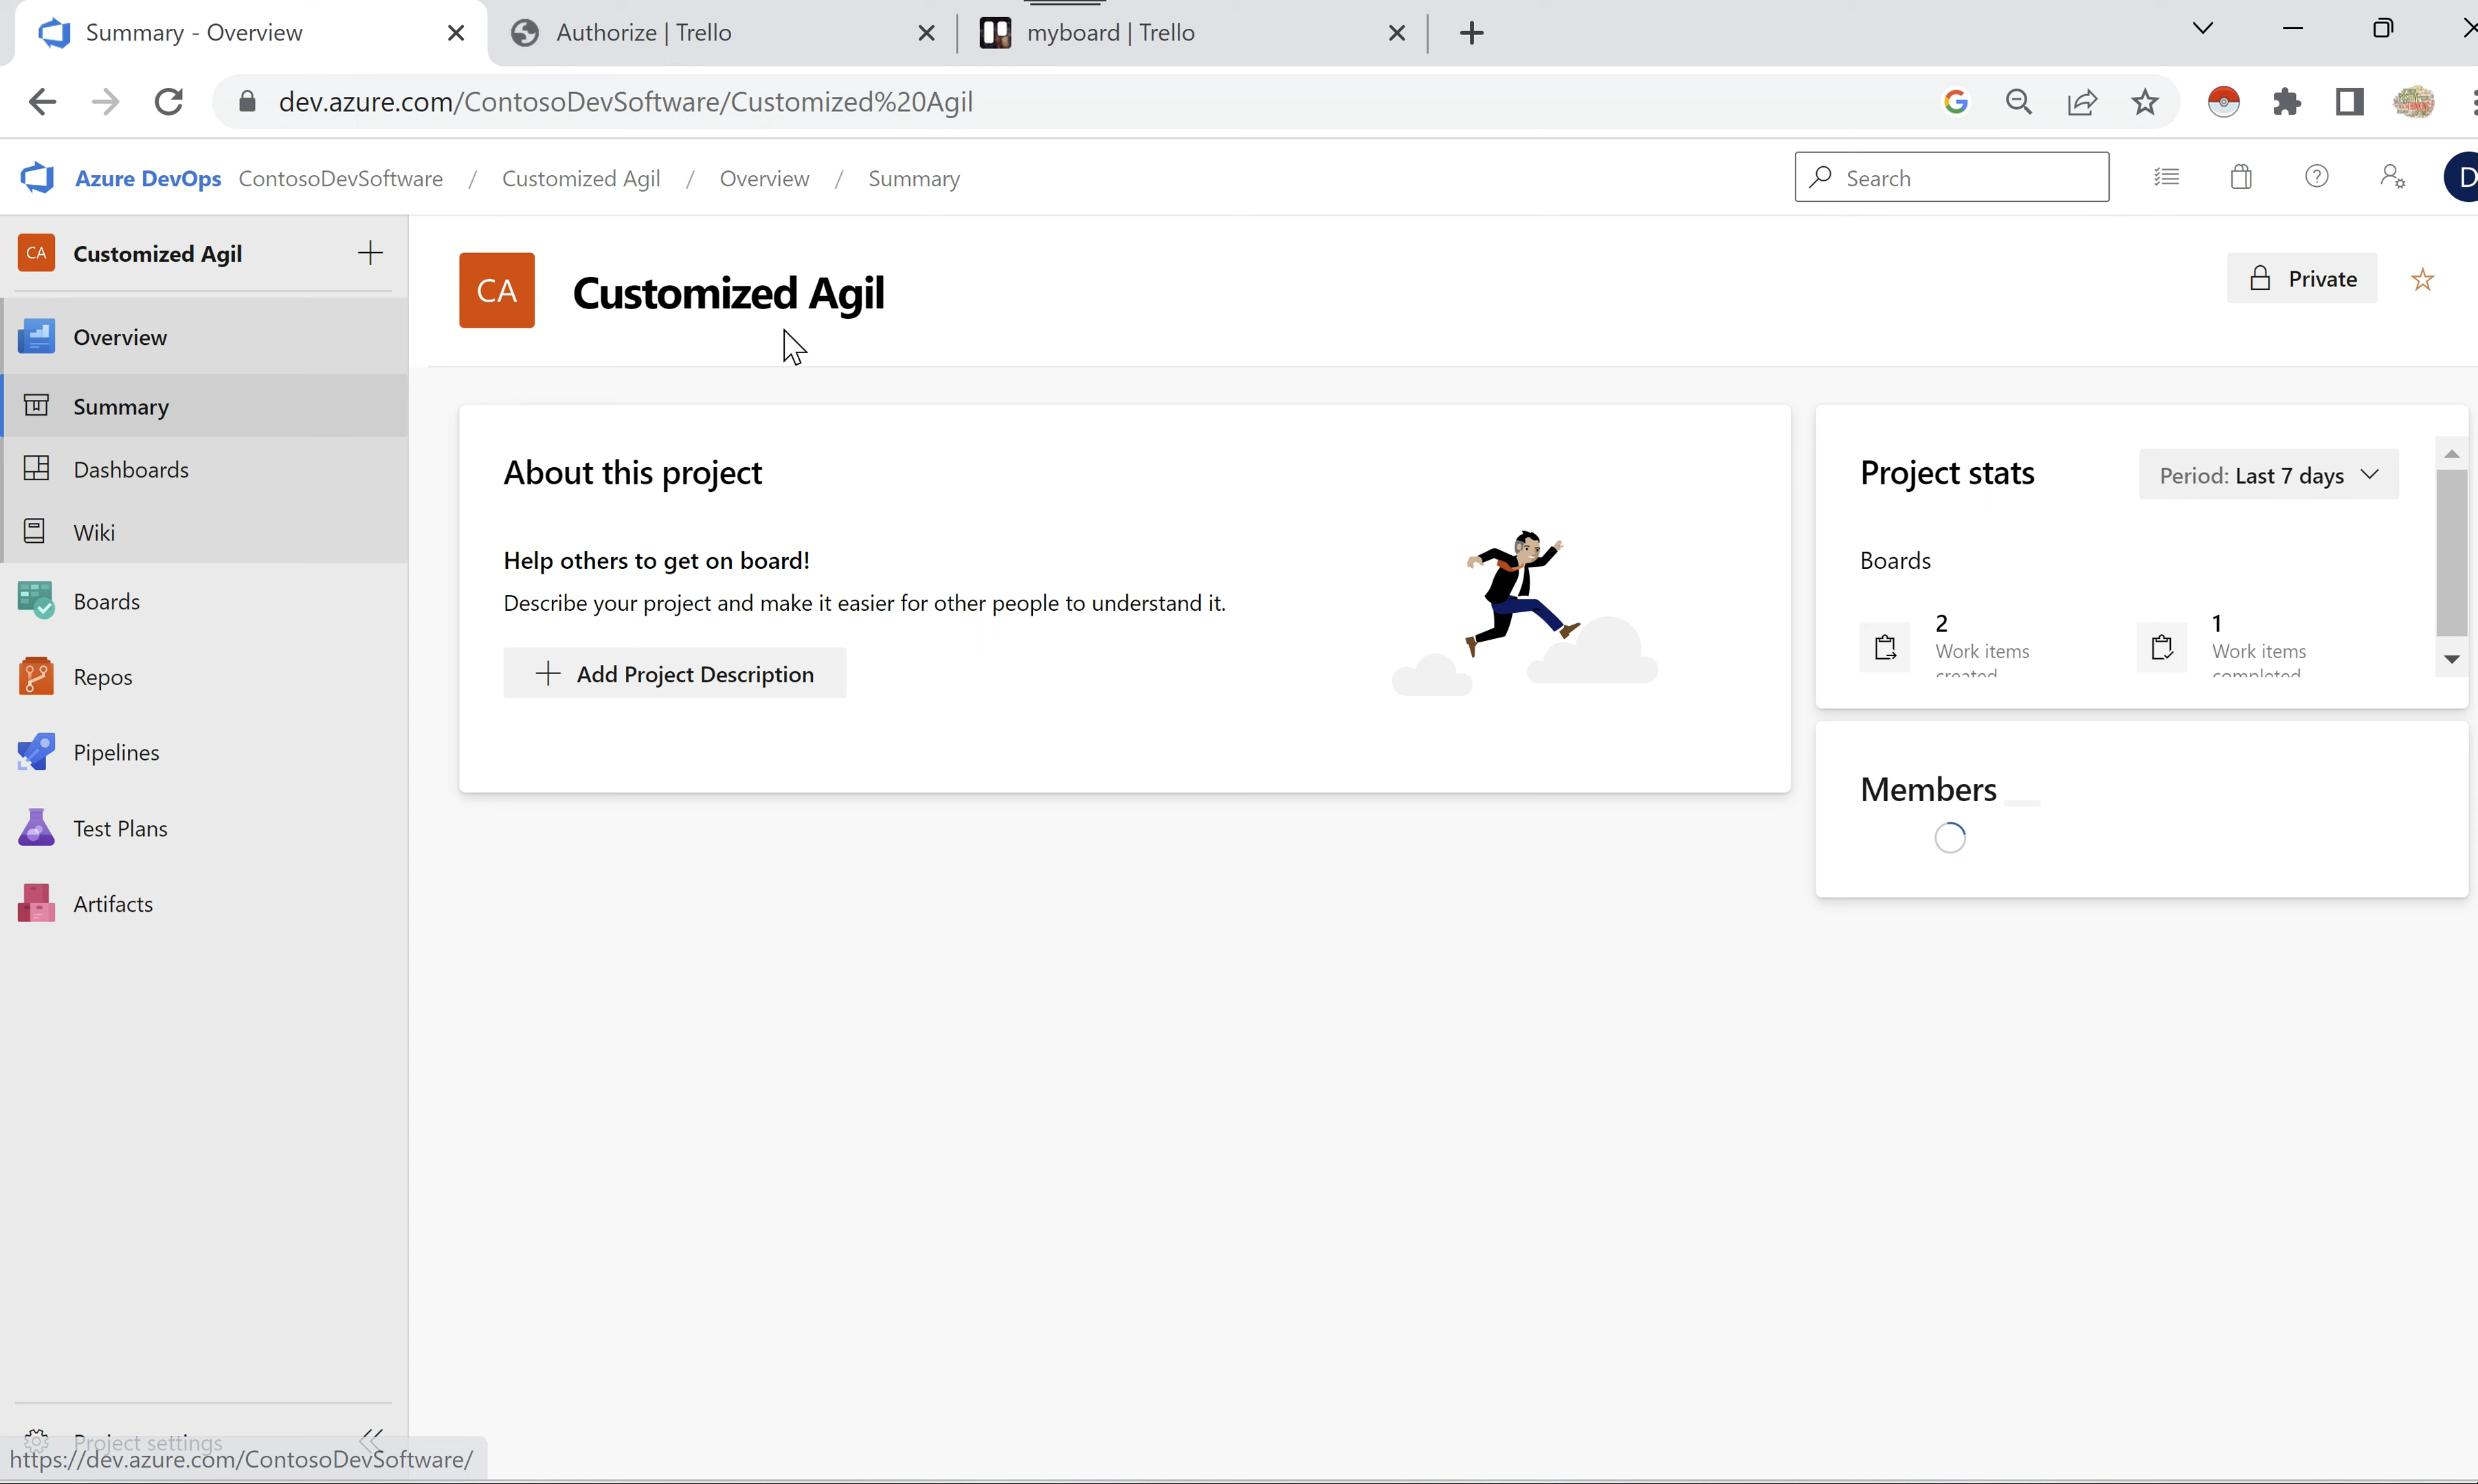 Summary - Overview
Authorize | Trello
myboard | Trello
dev.azure.com/ContosoDevSoftware/Customized%20Agil
Azure DevOps ContosoDevSoftware / Customized Agil / Overview / Summary
Search
D
CA Customized Agil
Overview
Summary
Dashboards
Wiki
Boards
Repos
Pipelines
Test Plans
Artifacts
Project settings
https://dev.azure.com/ContosoDevSoftware/
CA Customized Agil
Private
About this project
Help others to get on board!
Describe your project and make it easier for other people to understand it.
Add Project Description
Project stats
Period: Last 7 days
Boards
2
Work items
created
1
Work items
completed
Members